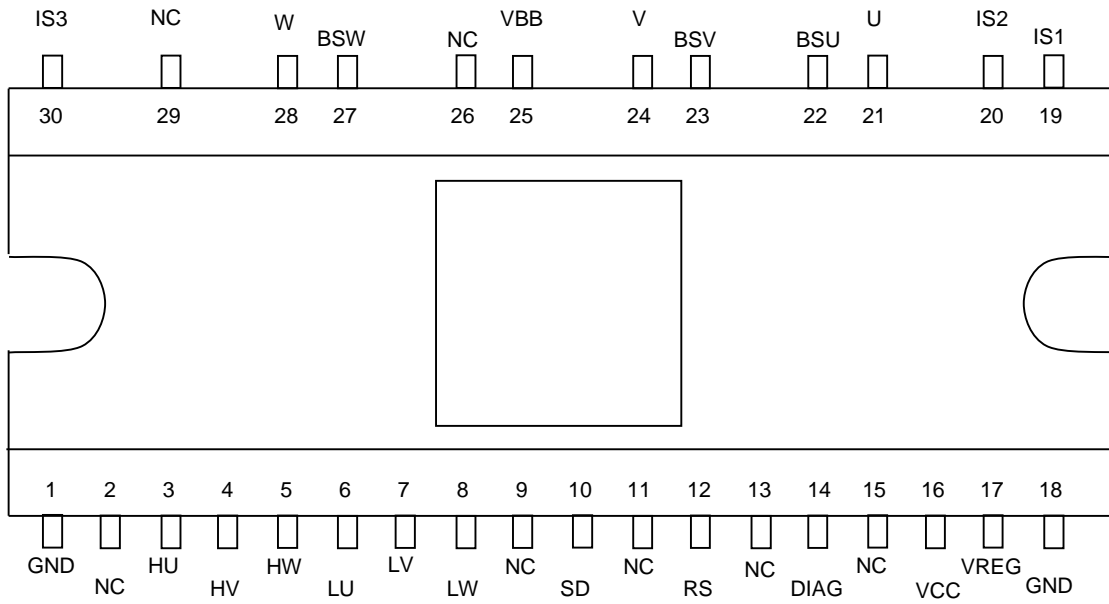 IS3 NC W BSW NC VBB V BSV BSU U IS2 IS1
30 29 28 27 26 25 24 23 22 21 20 19
1 2 3 4 5 6 7 8 9 10 11 12 13 14 15 16 17 18
GND NC HU HV HW LU LV LW NC SD NC RS NC DIAG NC VCC VREG GND